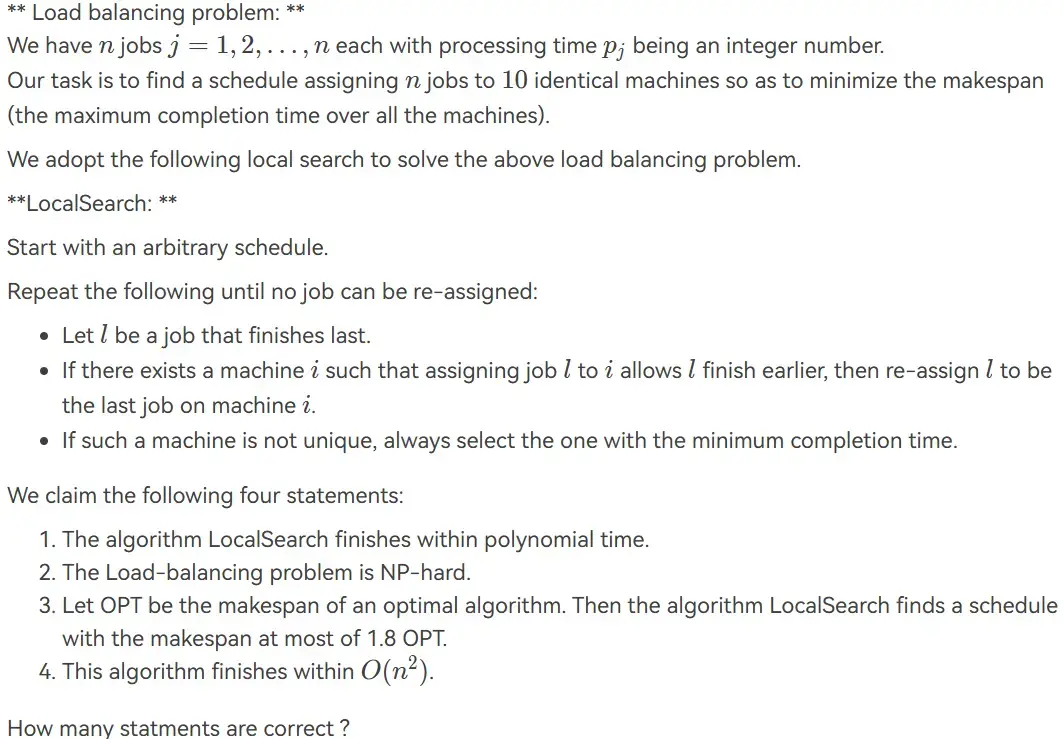 ** Load balancing problem: **
We have n jobs j = 1, 2, . . . , n each with processing time p_j being an integer number.
Our task is to find a schedule assigning n jobs to 10 identical machines so as to minimize the makespan
(the maximum completion time over all the machines).
We adopt the following local search to solve the above load balancing problem.
**LocalSearch: **
Start with an arbitrary schedule.
Repeat the following until no job can be re-assigned:
• Let l be a job that finishes last.
• If there exists a machine i such that assigning job l to i allows l finish earlier, then re-assign l to be
the last job on machine i.
• If such a machine is not unique, always select the one with the minimum completion time.
We claim the following four statements:
1. The algorithm LocalSearch finishes within polynomial time.
2. The Load-balancing problem is NP-hard.
3. Let OPT be the makespan of an optimal algorithm. Then the algorithm LocalSearch finds a schedule
with the makespan at most of 1.8 OPT.
4. This algorithm finishes within O(n²).
How many statments are correct ?